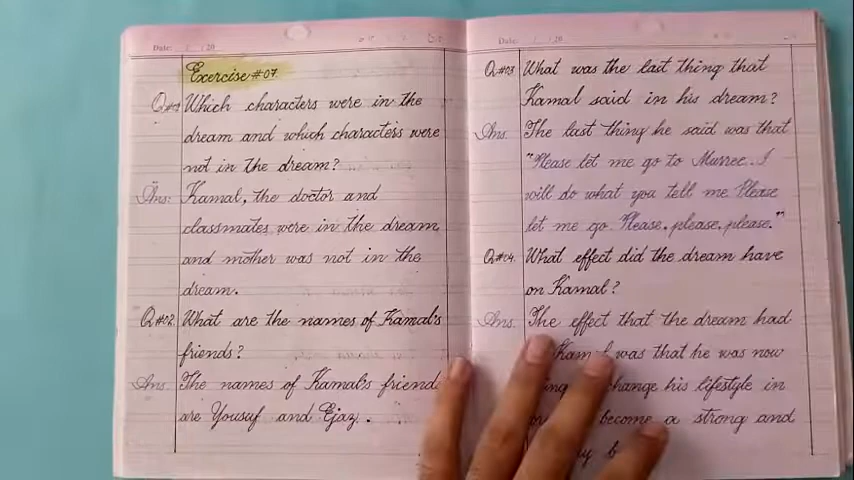 Date: / /20
Exercise #07
Q#01 Which characters were in the
dream and which characters were
not in the dream?
Ans: Kamal, the doctor and
classmates were in the dream
and mother was not in the
dream.
Q#02. What are the names of Kamal's
friends?
Ans. The names of Kamal's friends
are Yousuf and Ejaz.
Date: / /20
Q#03 What was the last thing that
Kamal said in his dream?
Ans. The last thing he said was that
"Please let me go to Murree. I
will do what you tell me Please
let me go. Please, please, please."
Q#04. What effect did the dream have
on Kamal?
Ans. The effect that the dream had
Kamal was that he was now
change his lifestyle in
become a strong and